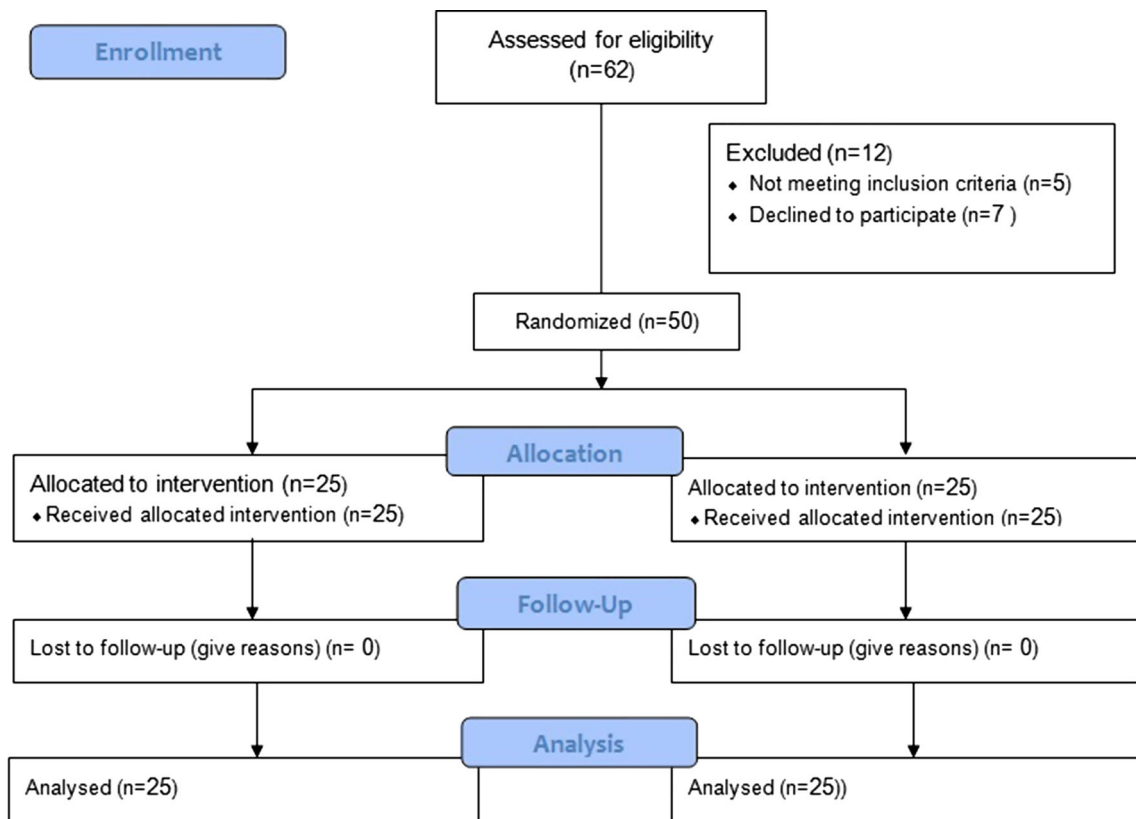 Enrollment
Assessed for eligibility
(n=62)
Excluded (n=12)
⬥ Not meeting inclusion criteria (n=5)
⬥ Declined to participate (n=7 )
Randomized (n=50)
Allocation
Allocated to intervention (n=25)
⬥ Received allocated intervention (n=25)
Allocated to intervention (n=25)
⬥ Received allocated intervention (n=25)
Follow-Up
Lost to follow-up (give reasons) (n= 0)
Lost to follow-up (give reasons) (n= 0)
Analysis
Analysed (n=25)
Analysed (n=25))